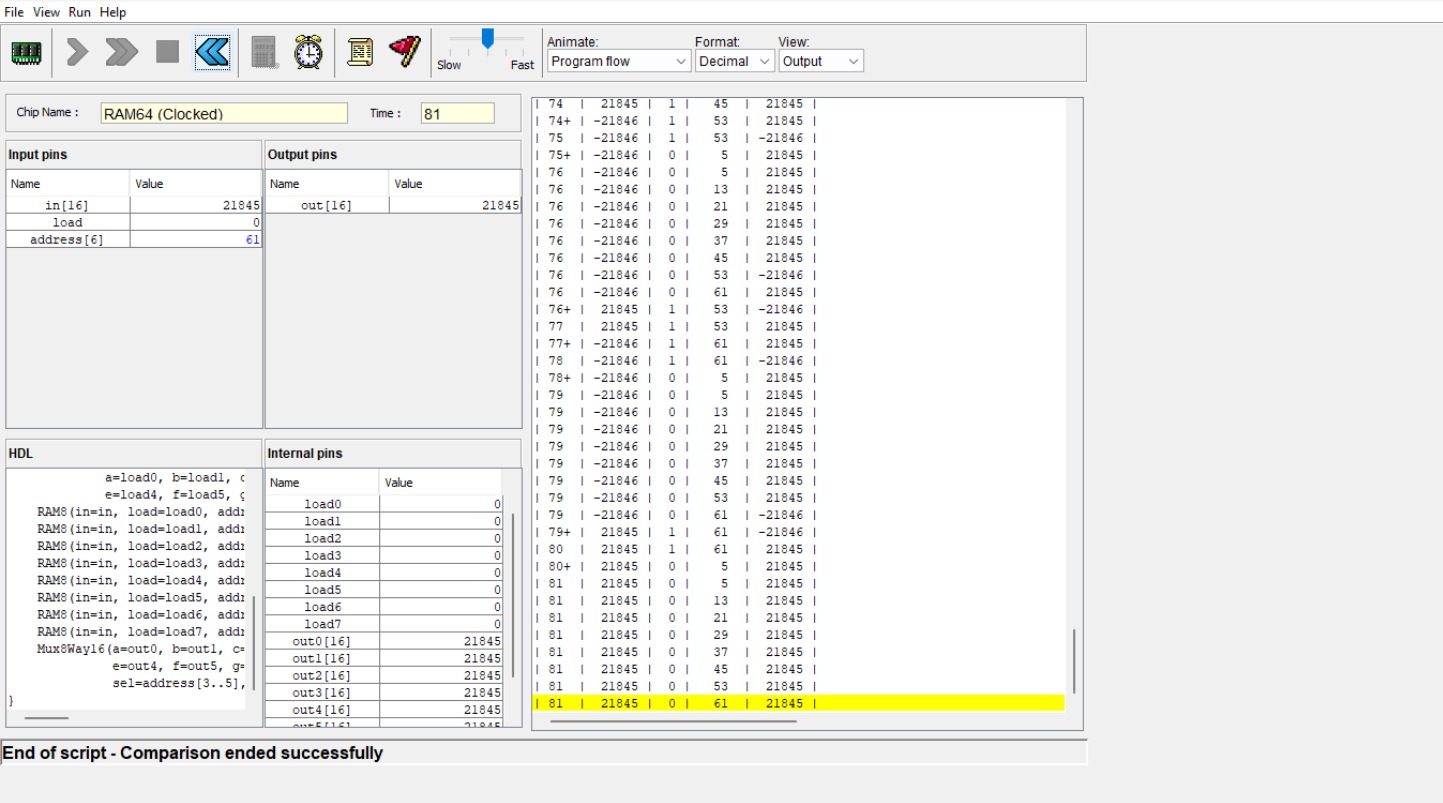 File View Run Help
Slow Fast
Animate: Format: View:
Program flow Decimal Output
Chip Name : RAM64 (Clocked) Time : 81
Input pins
Name Value
in[16] 21845
load 0
address[6] 61
Output pins
Name Value
out[16] 21845
HDL
a=load0, b=load1, c
e=load4, f=load5, g
RAM8(in=in, load=load0, addr
RAM8(in=in, load=load1, addr
RAM8(in=in, load=load2, addr
RAM8(in=in, load=load3, addr
RAM8(in=in, load=load4, addr
RAM8(in=in, load=load5, addr
RAM8(in=in, load=load6, addr
RAM8(in=in, load=load7, addr
Mux8Way16(a=out0, b=out1, c=
e=out4, f=out5, g=
sel=address[3..5],
}
Internal pins
Name Value
load0 0
load1 0
load2 0
load3 0
load4 0
load5 0
load6 0
load7 0
out0[16] 21845
out1[16] 21845
out2[16] 21845
out3[16] 21845
out4[16] 21845
out5[16] 21845
| 74 | 21845 | 1 | 45 | 21845 |
| 74+ | -21846 | 1 | 53 | 21845 |
| 75 | -21846 | 1 | 53 | -21846 |
| 75+ | -21846 | 0 | 5 | 21845 |
| 76 | -21846 | 0 | 5 | 21845 |
| 76 | -21846 | 0 | 13 | 21845 |
| 76 | -21846 | 0 | 21 | 21845 |
| 76 | -21846 | 0 | 29 | 21845 |
| 76 | -21846 | 0 | 37 | 21845 |
| 76 | -21846 | 0 | 45 | 21845 |
| 76 | -21846 | 0 | 53 | -21846 |
| 76 | -21846 | 0 | 61 | 21845 |
| 76+ | 21845 | 1 | 53 | -21846 |
| 77 | 21845 | 1 | 53 | 21845 |
| 77+ | -21846 | 1 | 61 | 21845 |
| 78 | -21846 | 1 | 61 | -21846 |
| 78+ | -21846 | 0 | 5 | 21845 |
| 79 | -21846 | 0 | 5 | 21845 |
| 79 | -21846 | 0 | 13 | 21845 |
| 79 | -21846 | 0 | 21 | 21845 |
| 79 | -21846 | 0 | 29 | 21845 |
| 79 | -21846 | 0 | 37 | 21845 |
| 79 | -21846 | 0 | 45 | 21845 |
| 79 | -21846 | 0 | 53 | 21845 |
| 79 | -21846 | 0 | 61 | -21846 |
| 79+ | 21845 | 1 | 61 | -21846 |
| 80 | 21845 | 1 | 61 | 21845 |
| 80+ | 21845 | 0 | 5 | 21845 |
| 81 | 21845 | 0 | 5 | 21845 |
| 81 | 21845 | 0 | 13 | 21845 |
| 81 | 21845 | 0 | 21 | 21845 |
| 81 | 21845 | 0 | 29 | 21845 |
| 81 | 21845 | 0 | 37 | 21845 |
| 81 | 21845 | 0 | 45 | 21845 |
| 81 | 21845 | 0 | 53 | 21845 |
| 81 | 21845 | 0 | 61 | 21845 |
End of script - Comparison ended successfully